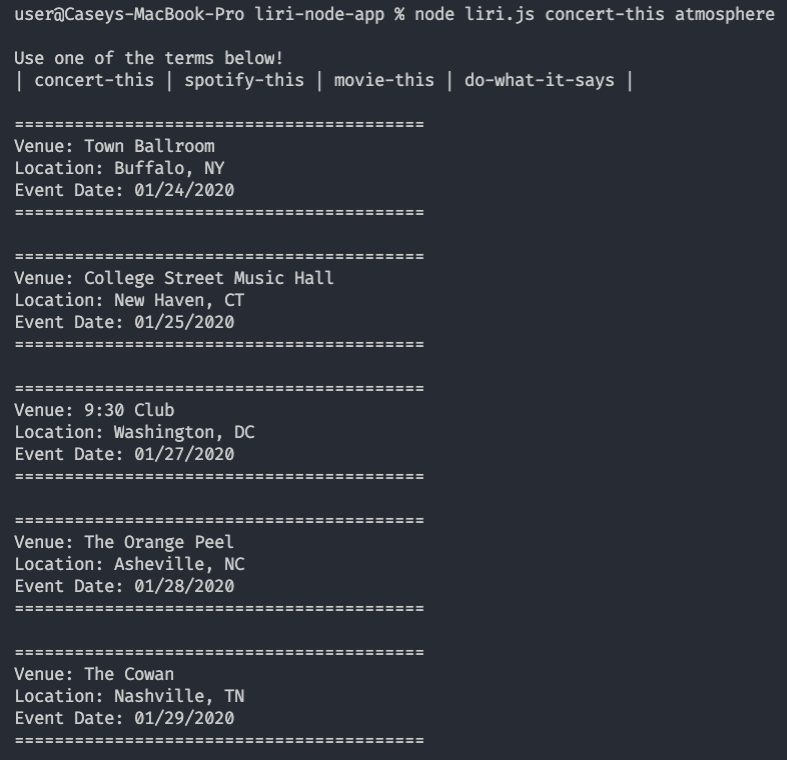 user@Caseys-MacBook-Pro liri-node-app % node liri.js concert-this atmosphere
Use one of the terms below!
| concert-this | spotify-this | movie-this | do-what-it-says |
=========================================
Venue: Town Ballroom
Location: Buffalo, NY
Event Date: 01/24/2020
=========================================
=========================================
Venue: College Street Music Hall
Location: New Haven, CT
Event Date: 01/25/2020
=========================================
=========================================
Venue: 9:30 Club
Location: Washington, DC
Event Date: 01/27/2020
=========================================
=========================================
Venue: The Orange Peel
Location: Asheville, NC
Event Date: 01/28/2020
=========================================
=========================================
Venue: The Cowan
Location: Nashville, TN
Event Date: 01/29/2020
=========================================